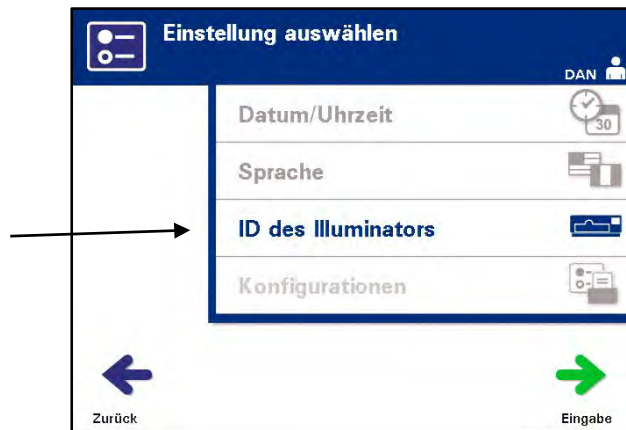 Einstellung auswählen
DAN
Datum/Uhrzeit
30
Sprache
ID des Illuminators
Konfigurationen
Zurück
Eingabe